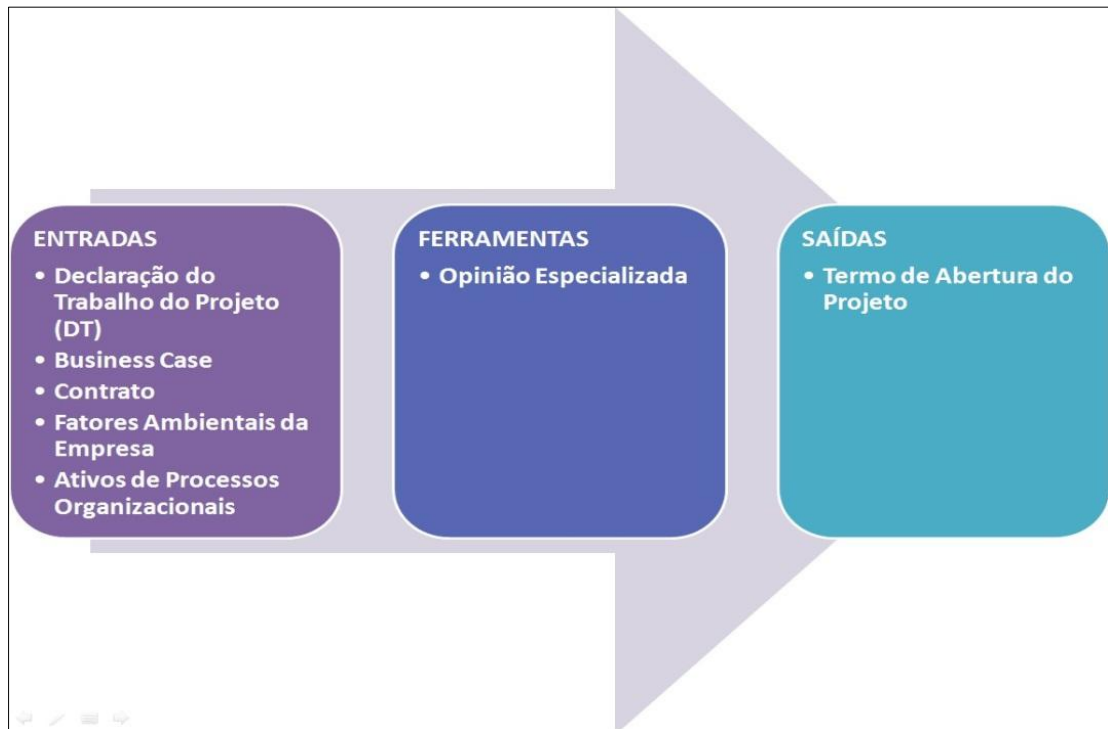 ENTRADAS
• Declaração do
Trabalho do Projeto
(DT)
• Business Case
• Contrato
• Fatores Ambientais da
Empresa
• Ativos de Processos
Organizacionais
FERRAMENTAS
• Opinião Especializada
SAÍDAS
• Termo de Abertura do
Projeto